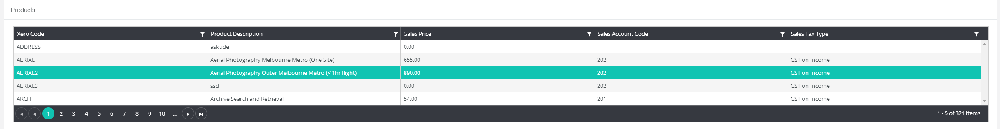 Products
Xero Code Product Description Sales Price Sales Account Code Sales Tax Type
ADDRESS askude 0.00
AERIAL Aerial Photography Melbourne Metro (One Site) 655.00 202 GST on Income
AERIAL2 Aerial Photography Outer Melbourne Metro (< 1hr flight) 890.00 202 GST on Income
AERIAL3 ssdf 0.00 202 GST on Income
ARCH Archive Search and Retrieval 54.00 201 GST on Income
1 2 3 4 5 6 7 8 9 10 ... 1 - 5 of 321 items